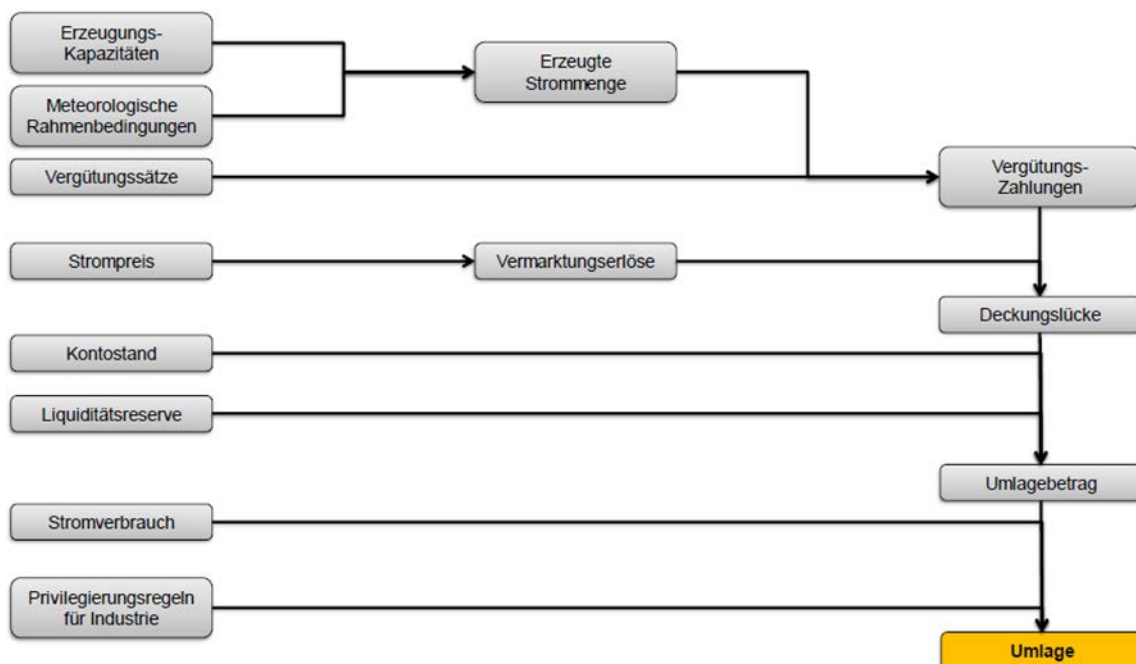 Erzeugungs-
Kapazitäten
Meteorologische
Rahmenbedingungen
Erzeugte
Strommenge
Vergütungssätze
Vergütungs-
Zahlungen
Strompreis
Vermarktungserlöse
Deckungslücke
Kontostand
Liquiditätsreserve
Umlagebetrag
Stromverbrauch
Privilegierungsregeln
für Industrie
Umlage